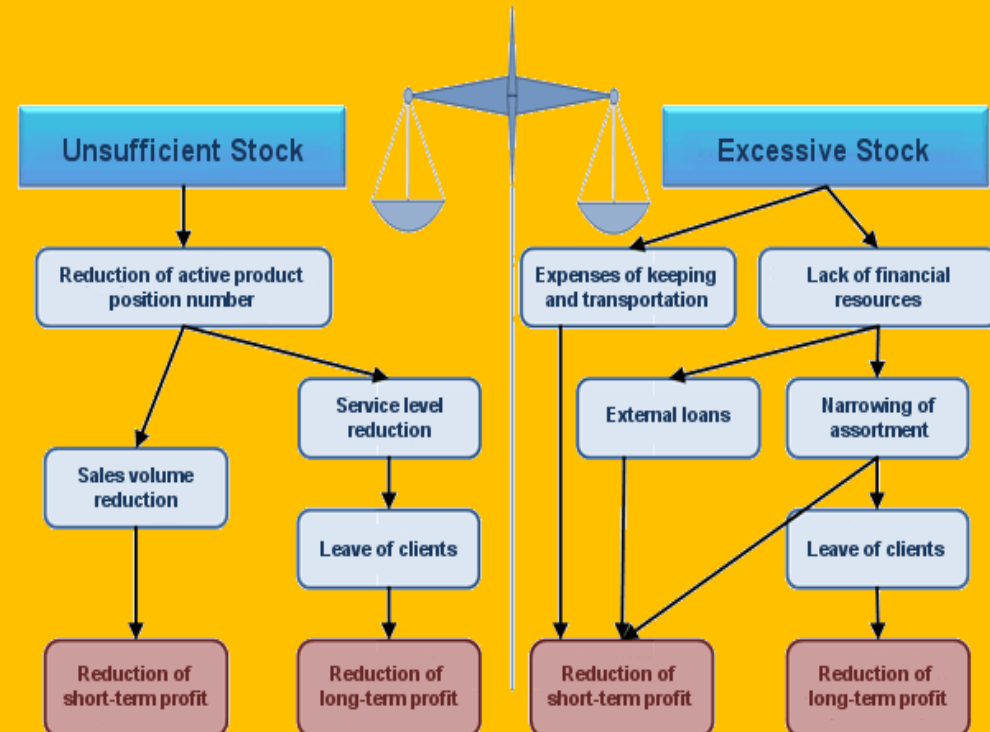 Unsufficient Stock
Excessive Stock
Reduction of active product
position number
Expenses of keeping
and transportation
Lack of financial
resources
Service level
reduction
External loans
Narrowing of
assortment
Sales volume
reduction
Leave of clients
Leave of clients
Reduction of
short-term profit
Reduction of
long-term profit
Reduction of
short-term profit
Reduction of
long-term profit